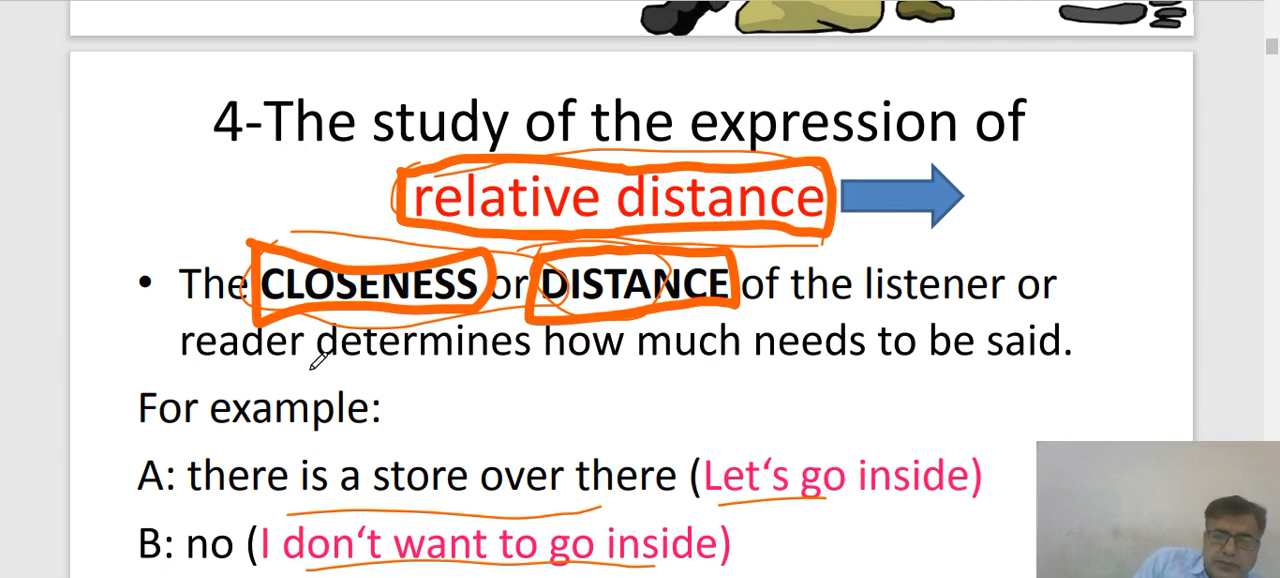 4-The study of the expression of
relative distance
• The CLOSENESS or DISTANCE of the listener or
reader determines how much needs to be said.
For example:
A: there is a store over there (Let‘s go inside)
B: no (I don‘t want to go inside)